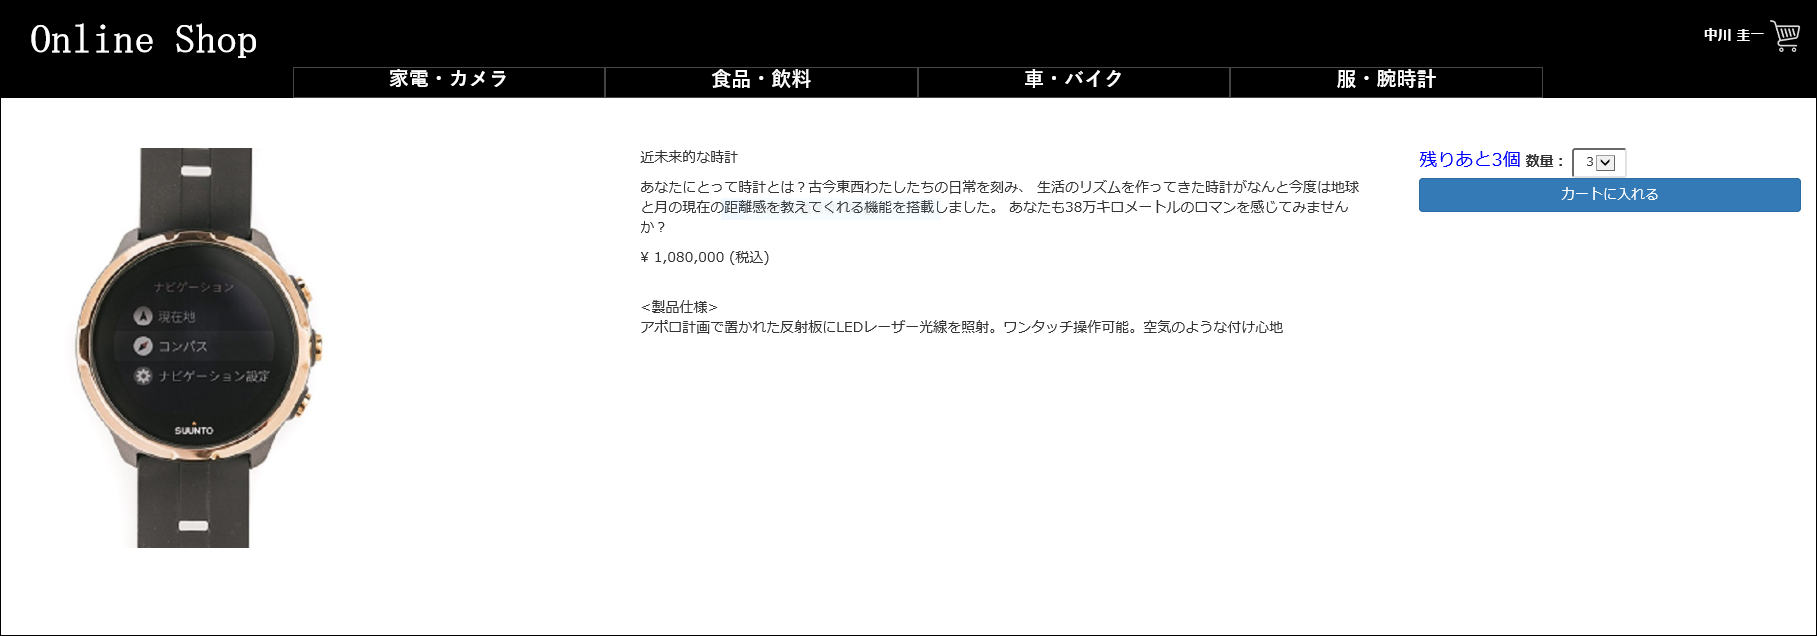 Online Shop
中川 圭一
家電・カメラ 食品・飲料 車・バイク 服・腕時計
近未来的な時計
あなたにとって時計とは？古今東西わたしたちの日常を刻み、 生活のリズムを作ってきた時計がなんと今度は地球
と月の現在の距離感を教えてくれる機能を搭載しました。 あなたも38万キロメートルのロマンを感じてみません
か？
¥ 1,080,000 (税込)
<製品仕様>
アポロ計画で置かれた反射板にLEDレーザー光線を照射。ワンタッチ操作可能。空気のような付け心地
残りあと3個 数量： 3
カートに入れる
ナビゲーション
現在地
コンパス
ナビゲーション設定
SUUNTO